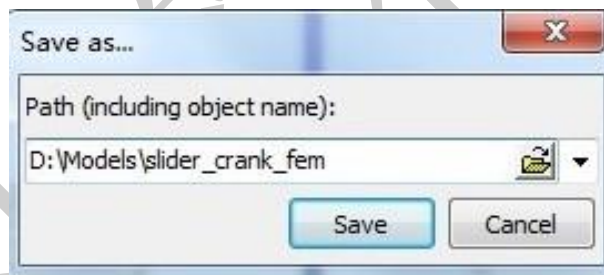 Save as...
Path (including object name):
D:\Models\slider_crank_fem
Save Cancel